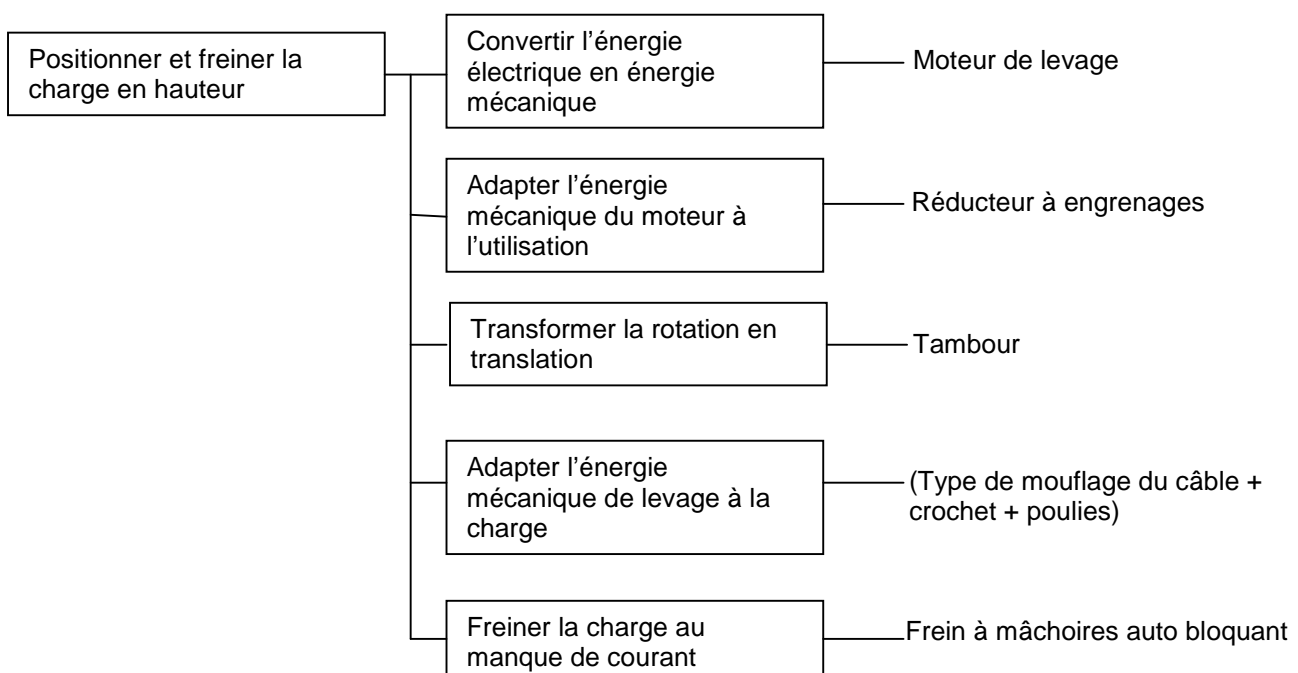 Positionner et freiner la
charge en hauteur
Convertir l’énergie
électrique en énergie
mécanique
Moteur de levage
Adapter l’énergie
mécanique du moteur à
l’utilisation
Réducteur à engrenages
Transformer la rotation en
translation
Tambour
Adapter l’énergie
mécanique de levage à la
charge
(Type de mouflage du câble +
crochet + poulies)
Freiner la charge au
manque de courant
Frein à mâchoires auto bloquant